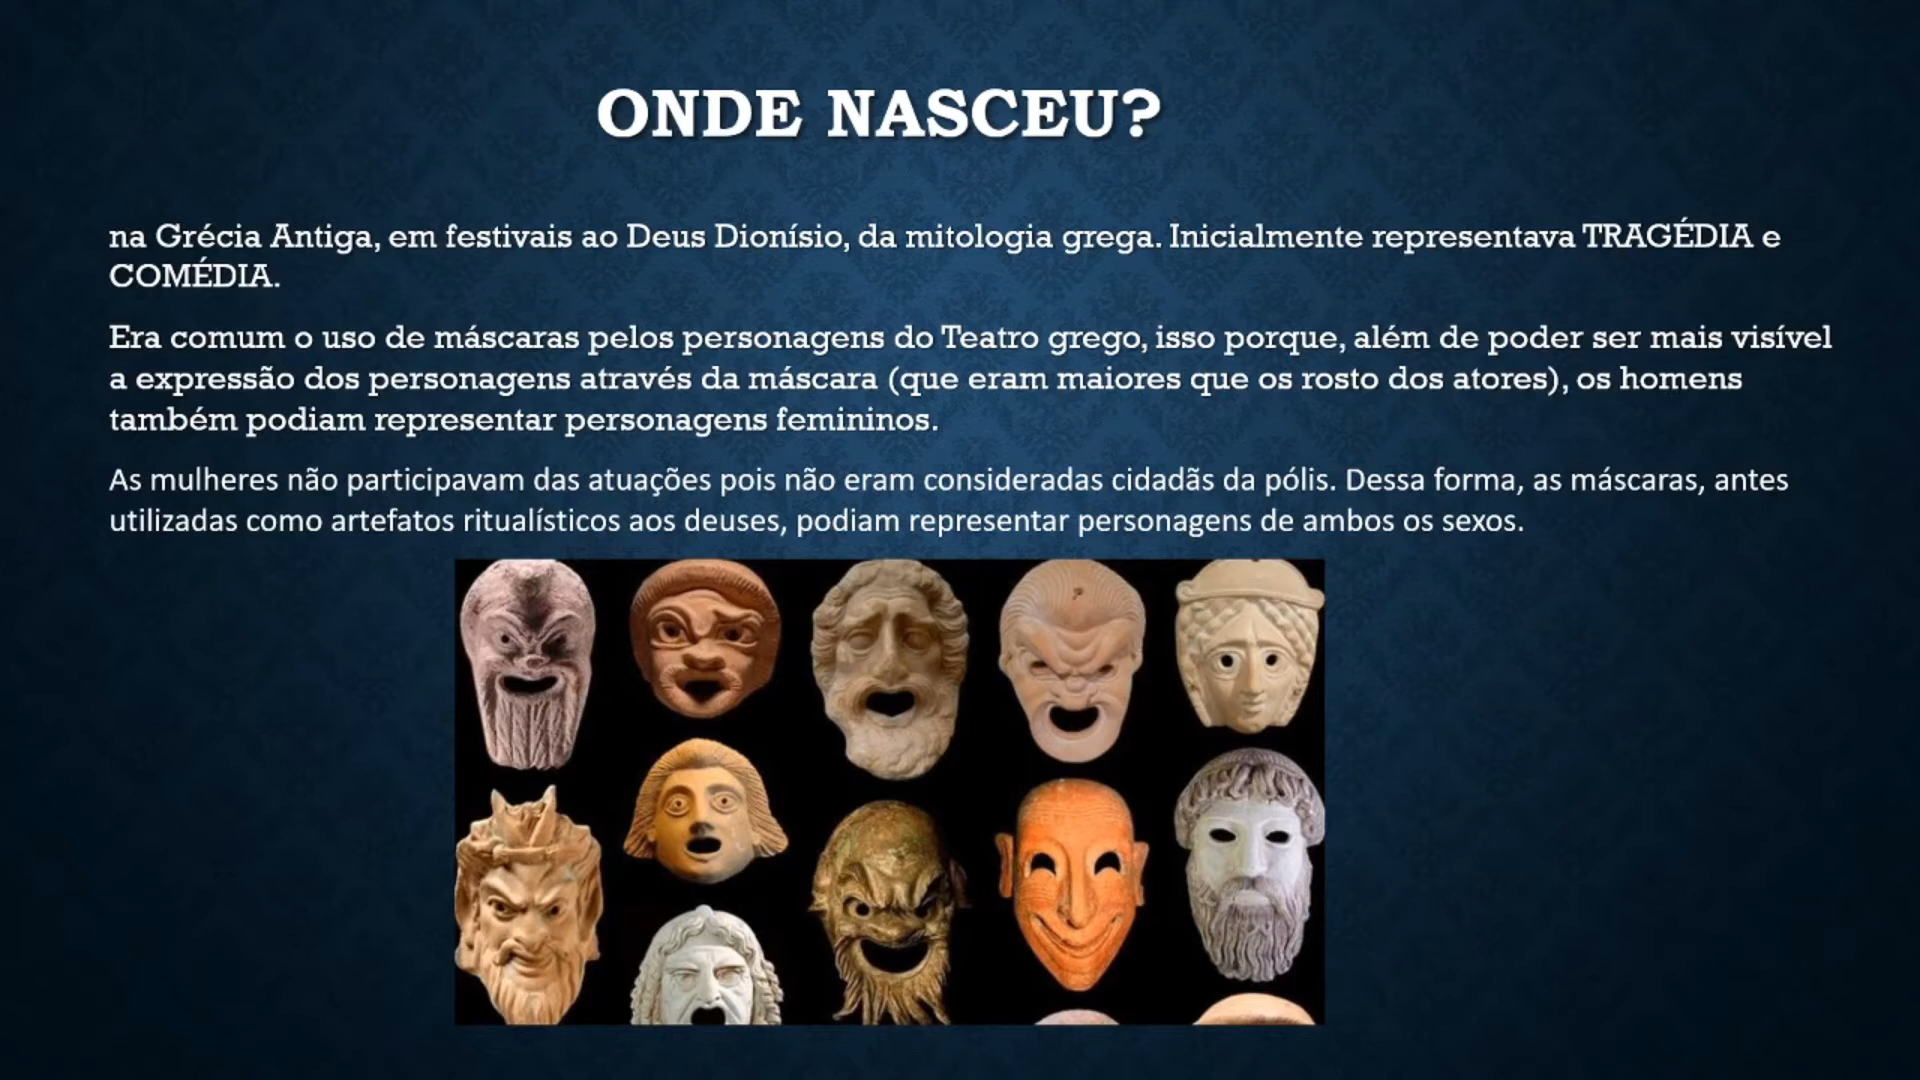 ONDE NASCEU?
na Grécia Antiga, em festivais ao Deus Dionísio, da mitologia grega. Inicialmente representava TRAGÉDIA e
COMÉDIA.
Era comum o uso de máscaras pelos personagens do Teatro grego, isso porque, além de poder ser mais visível
a expressão dos personagens através da máscara (que eram maiores que os rosto dos atores), os homens
também podiam representar personagens femininos.
As mulheres não participavam das atuações pois não eram consideradas cidadãs da pólis. Dessa forma, as máscaras, antes
utilizadas como artefatos ritualísticos aos deuses, podiam representar personagens de ambos os sexos.